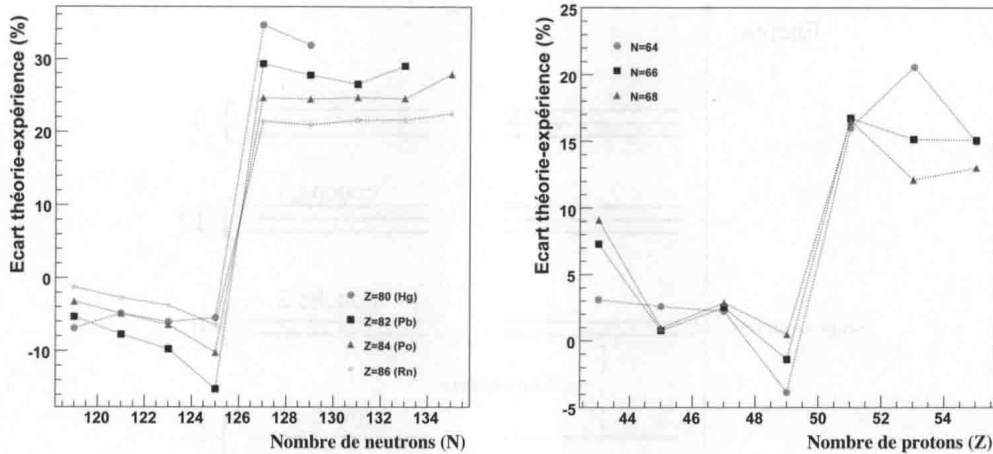 Ecart théorie-expérience (%)
30
20
10
0
-10
120
122
124
126
128
130
132
134
Nombre de neutrons (N)
Z=80 (Hg)
Z=82 (Pb)
Z=84 (Po)
Z=86 (Rn)
Ecart théorie-expérience (%)
25
20
15
10
5
0
-5
44
46
48
50
52
54
Nombre de protons (Z)
N=64
N=66
N=68